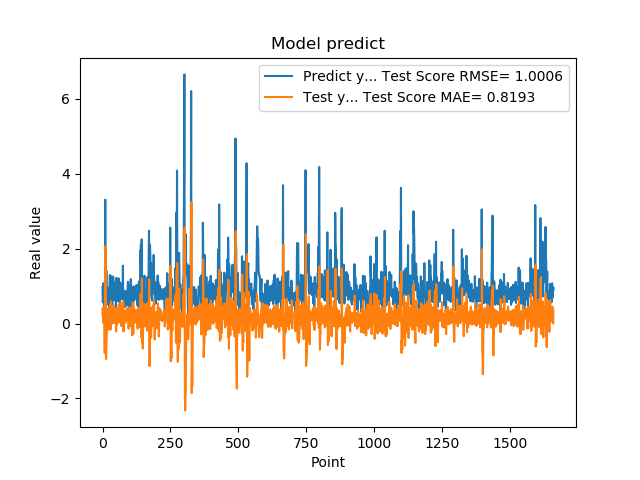 Model predict
Predict y... Test Score RMSE= 1.0006
Test y... Test Score MAE= 0.8193
Real value
6
4
2
0
−2
0 250 500 750 1000 1250 1500
Point